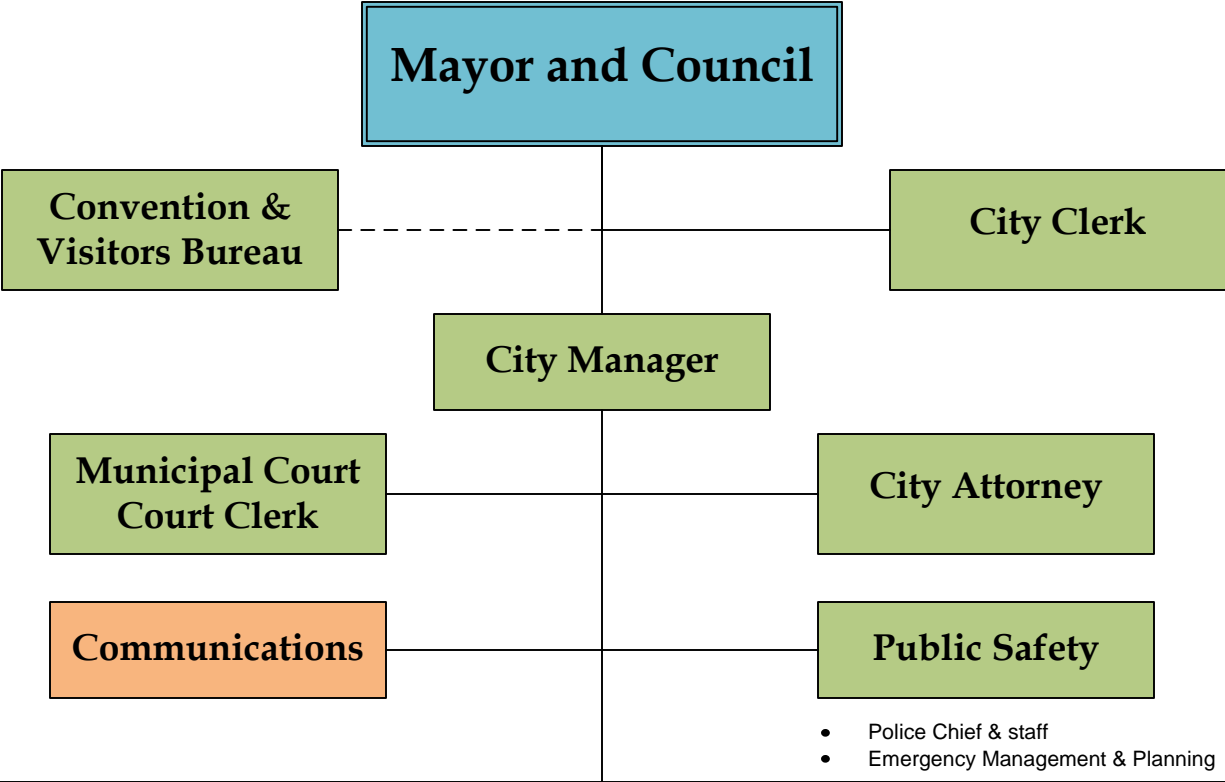 Mayor and Council
Convention &
Visitors Bureau
City Clerk
City Manager
Municipal Court
Court Clerk
City Attorney
Communications
Public Safety
• Police Chief & staff
• Emergency Management & Planning